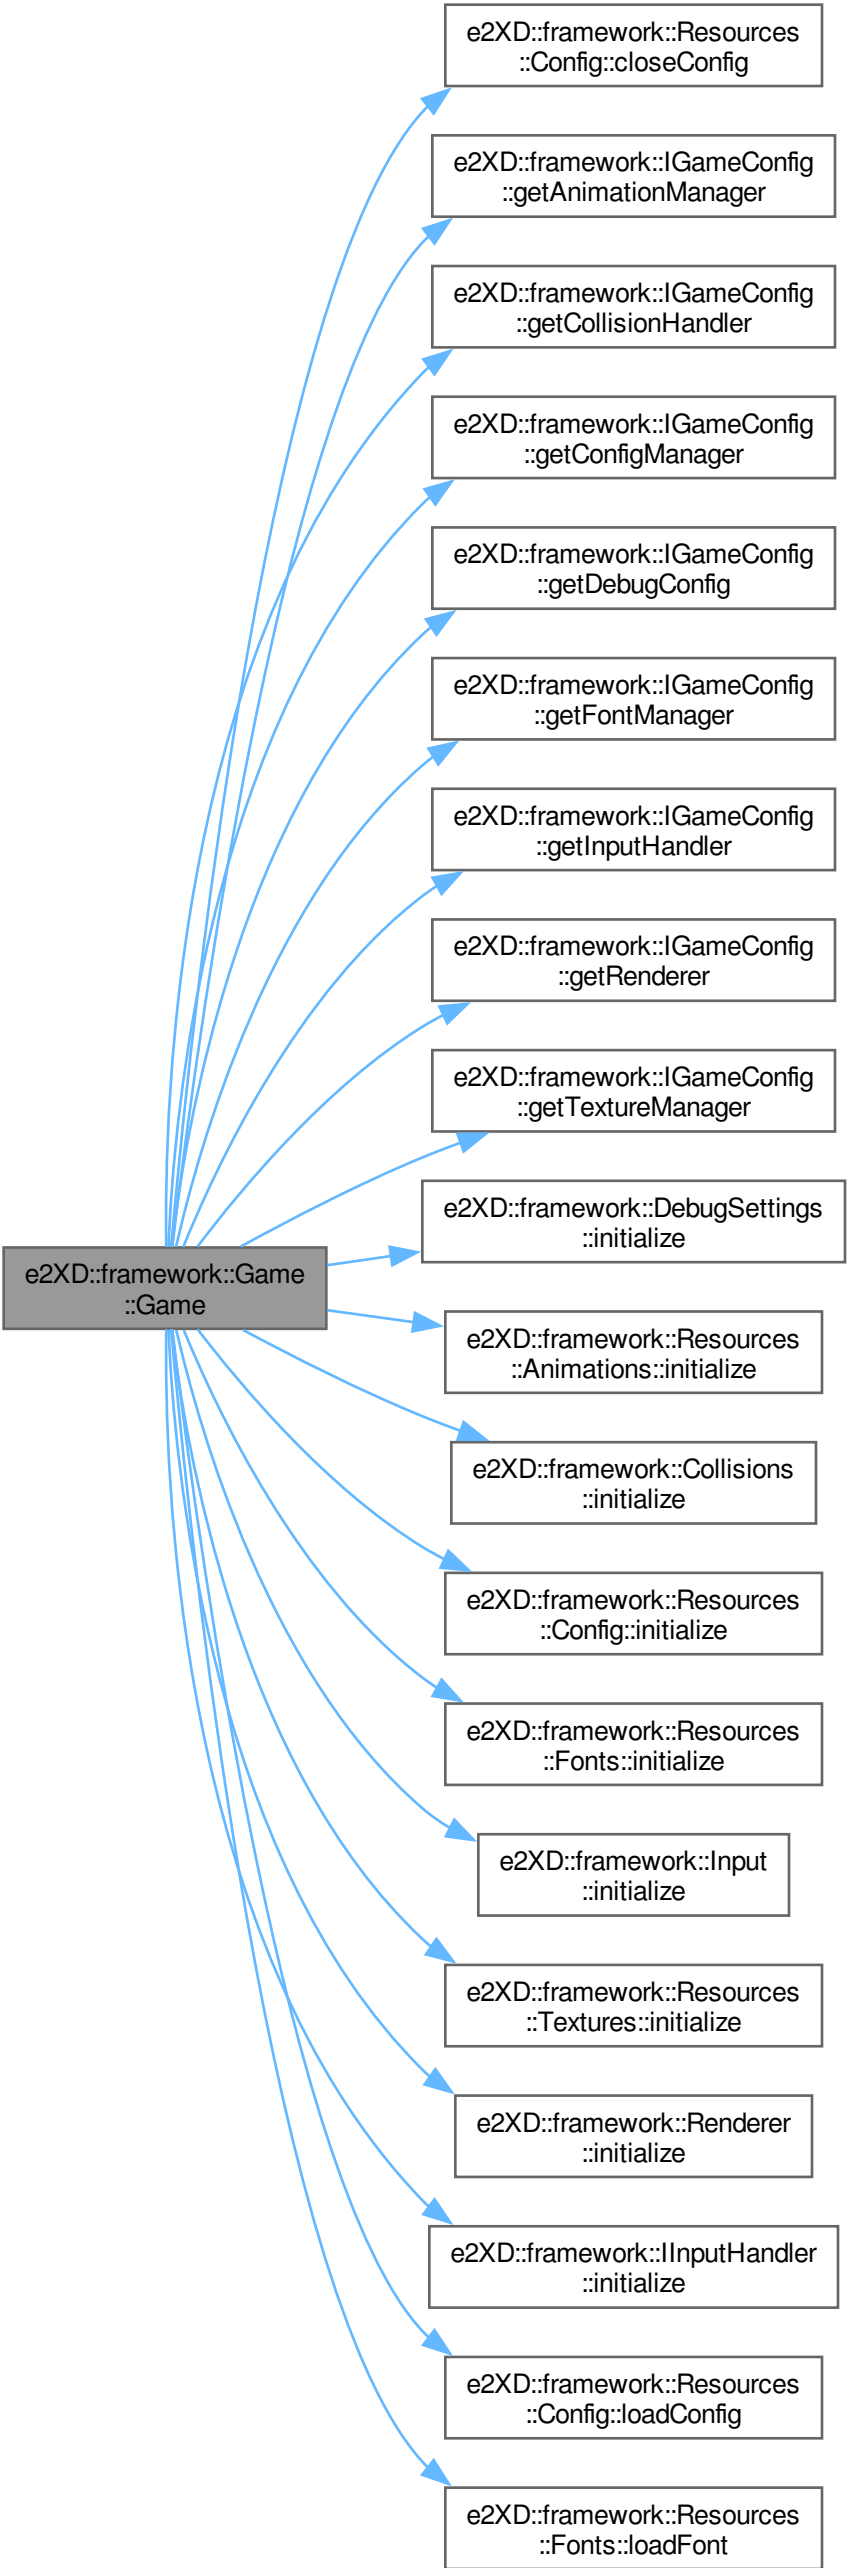 e2XD::framework::Resources
::Config::closeConfig
e2XD::framework::IGameConfig
::getAnimationManager
e2XD::framework::IGameConfig
::getCollisionHandler
e2XD::framework::IGameConfig
::getConfigManager
e2XD::framework::IGameConfig
::getDebugConfig
e2XD::framework::IGameConfig
::getFontManager
e2XD::framework::IGameConfig
::getInputHandler
e2XD::framework::IGameConfig
::getRenderer
e2XD::framework::IGameConfig
::getTextureManager
e2XD::framework::DebugSettings
::initialize
e2XD::framework::Game
::Game
e2XD::framework::Resources
::Animations::initialize
e2XD::framework::Collisions
::initialize
e2XD::framework::Resources
::Config::initialize
e2XD::framework::Resources
::Fonts::initialize
e2XD::framework::Input
::initialize
e2XD::framework::Resources
::Textures::initialize
e2XD::framework::Renderer
::initialize
e2XD::framework::IInputHandler
::initialize
e2XD::framework::Resources
::Config::loadConfig
e2XD::framework::Resources
::Fonts::loadFont